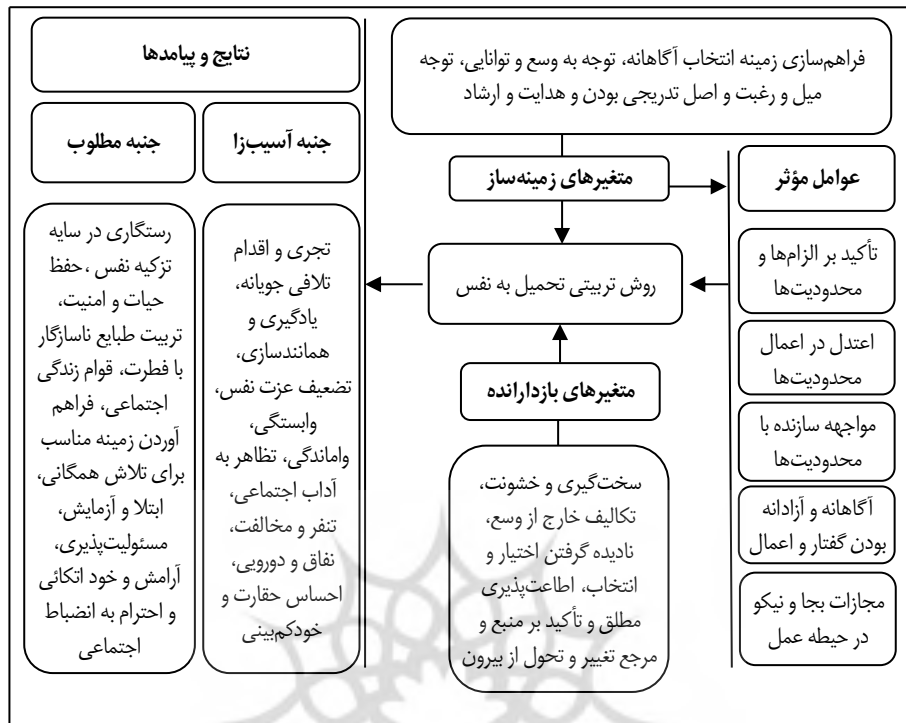 فراهم‌سازی زمینه انتخاب آگاهانه، توجه به وسع و توانایی، توجه
میل و رغبت و اصل تدریجی بودن و هدایت و ارشاد
متغیرهای زمینه‌ساز
عوامل مؤثر
تأکید بر الزام‌ها و
محدودیت‌ها
اعتدل در اعمال
محدودیت‌ها
مواجهه سازنده با
محدودیت‌ها
آگاهانه و آزادانه
بودن گفتار و اعمال
مجازات بجا و نیکو
در حیطه عمل
روش تربیتی تحمیل به نفس
متغیرهای بازدارانده
سخت‌گیری و خشونت،
تکالیف خارج از وسع،
نادیده گرفتن اختیار و
انتخاب، اطاعت‌پذیری
مطلق و تأکید بر منبع و
مرجع تغییر و تحول از بیرون
نتایج و پیامدها
جنبه آسیب‌زا
تجری و اقدام
تلافی جویانه،
یادگیری و
همانندسازی،
تضعیف عزت نفس،
وابستگی،
واماندگی، تظاهر به
آداب اجتماعی،
تنفر و مخالفت،
نفاق و دورویی،
احساس حقارت و
خودکم‌بینی
جنبه مطلوب
رستگاری در سایه
تزکیه نفس ،حفظ
حیات و امنیت،
تربیت طبایع ناسازگار
با فطرت، قوام زندگی
اجتماعی، فراهم
آوردن زمینه مناسب
برای تلاش همگانی،
ابتلا و آزمایش،
مسئولیت‌پذیری،
آرامش و خود اتکائی
و احترام به انضباط
اجتماعی